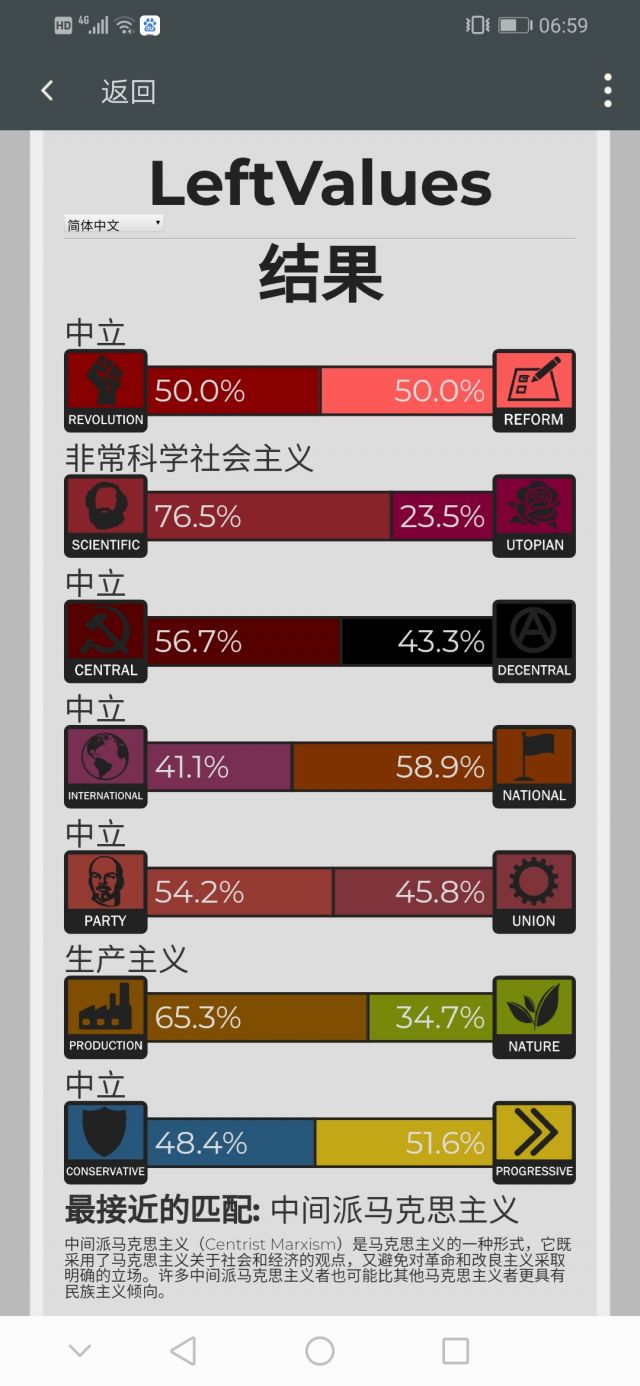 HD 4G 06:59
返回
LeftValues
简体中文
结果
中立
50.0% 50.0%
REVOLUTION REFORM
非常科学社会主义
76.5% 23.5%
SCIENTIFIC UTOPIAN
中立
56.7% 43.3%
CENTRAL DECENTRAL
中立
41.1% 58.9%
INTERNATIONAL NATIONAL
中立
54.2% 45.8%
PARTY UNION
生产主义
65.3% 34.7%
PRODUCTION NATURE
中立
48.4% 51.6%
CONSERVATIVE PROGRESSIVE
最接近的匹配: 中间派马克思主义
中间派马克思主义（Centrist Marxism）是马克思主义的一种形式，它既
采用了马克思主义关于社会和经济的观点，又避免对革命和改良主义采取
明确的立场。许多中间派马克思主义者也可能比其他马克思主义者更具有
民族主义倾向。